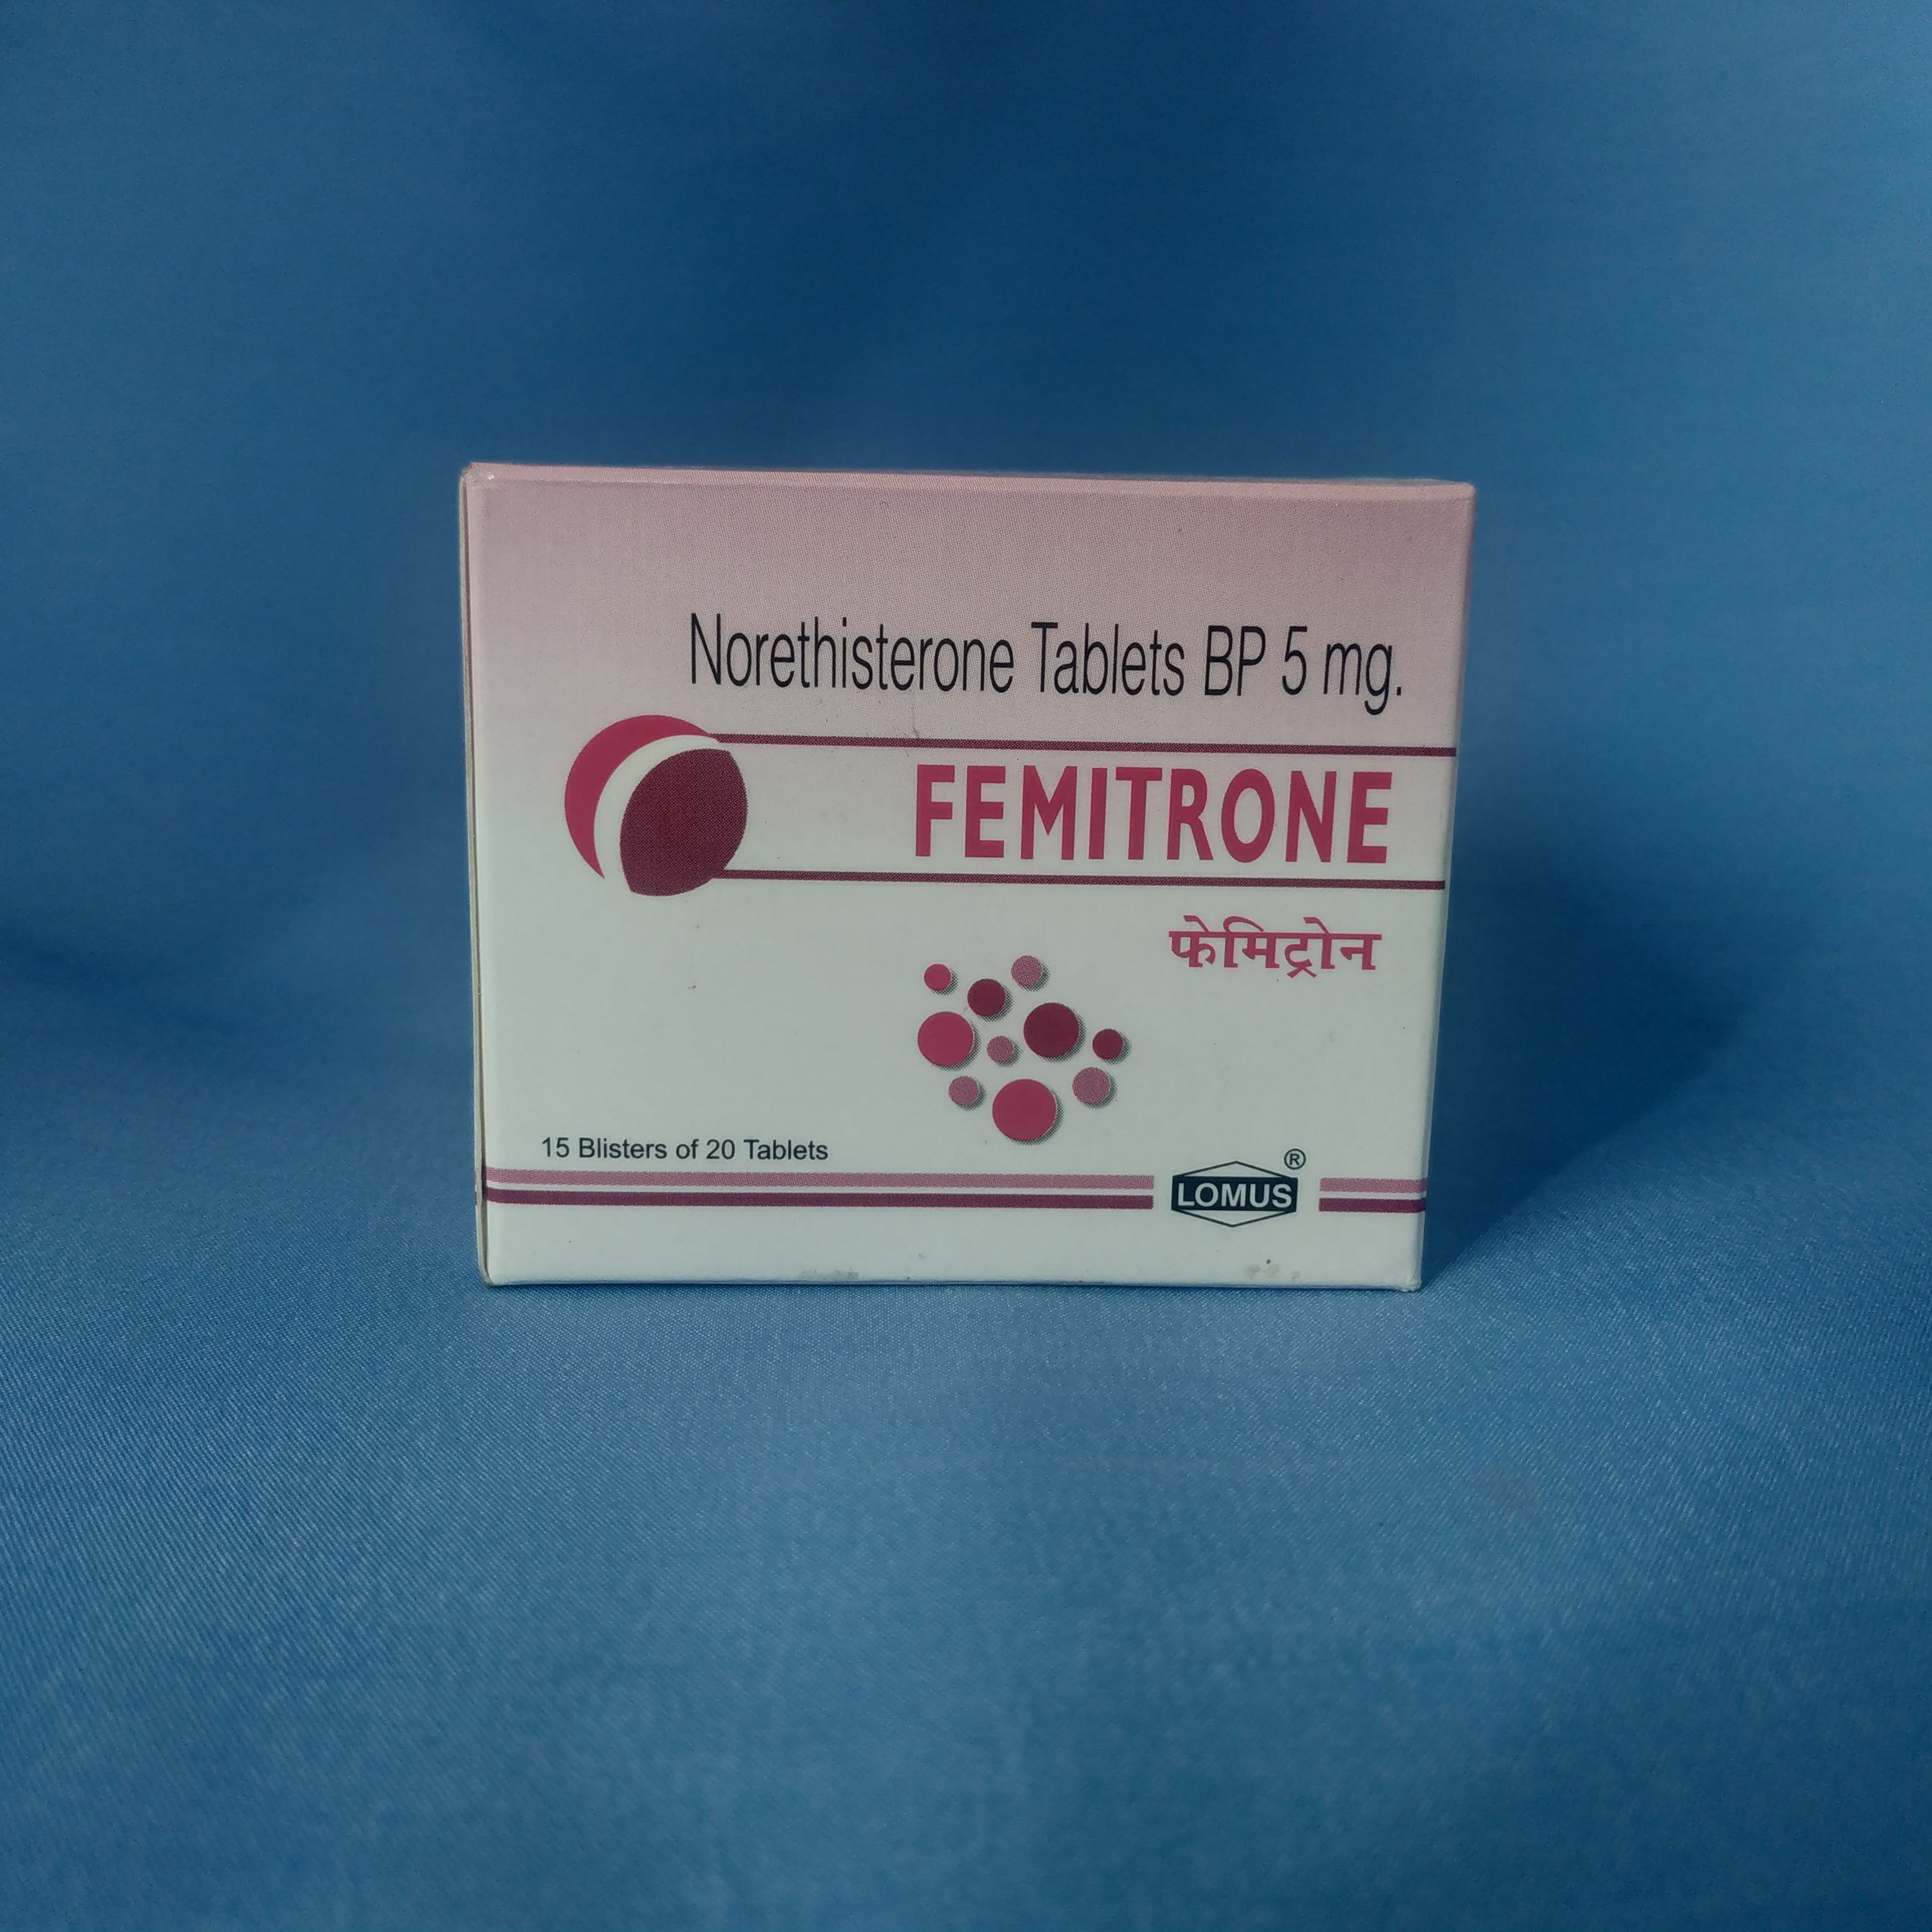 Norethisterone Tablets BP 5 mg.
FEMITRONE
फेमिट्रोन
15 Blisters of 20 Tablets
LOMUS®